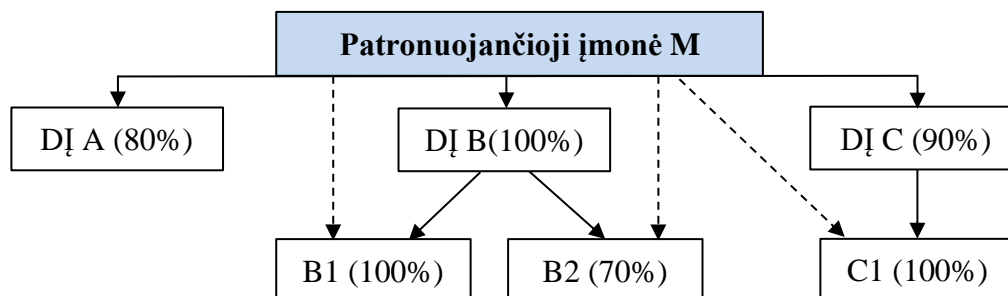 Patronuojančioji įmonė M
DĮ A (80%)
DĮ B(100%)
DĮ C (90%)
B1 (100%)
B2 (70%)
C1 (100%)